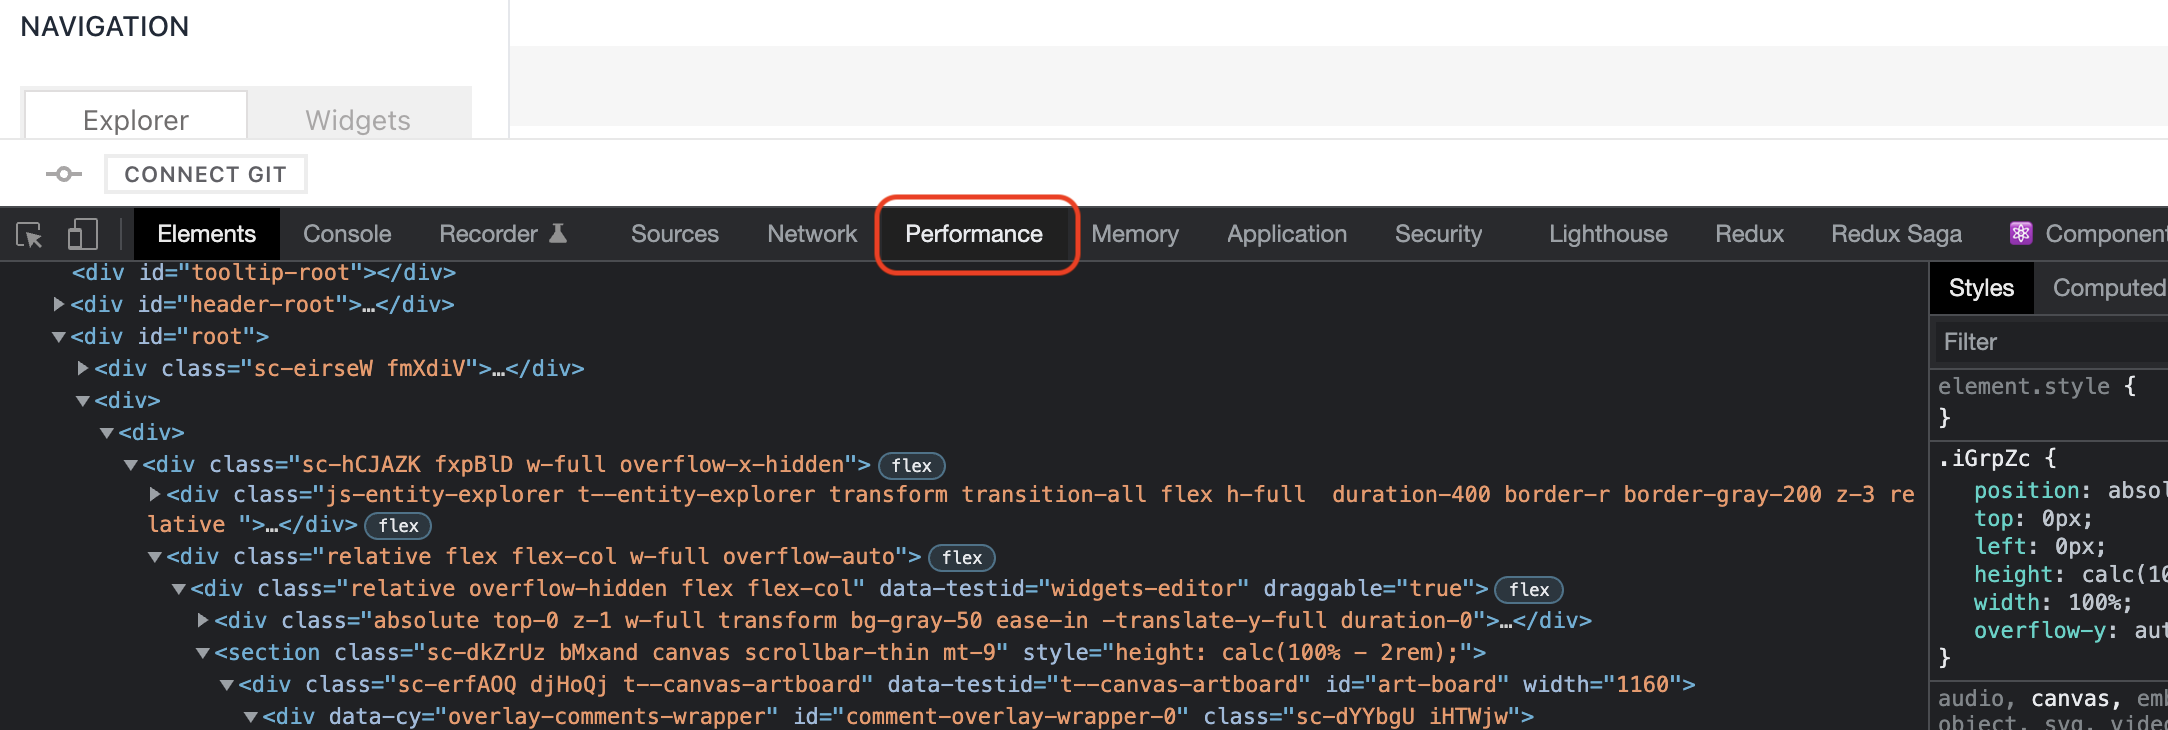 NAVIGATION
Explorer Widgets
CONNECT GIT
Elements Console Recorder Sources Network Performance Memory Application Security Lighthouse Redux Redux Saga Component
<div id="tooltip-root"></div>
<div id="header-root">…</div>
<div id="root">
<div class="sc-eirseW fmXdiV">…</div>
<div>
<div>
<div class="sc-hCJAZK fxpBlD w-full overflow-x-hidden"> flex
<div class="js-entity-explorer t--entity-explorer transform transition-all flex h-full  duration-400 border-r border-gray-200 z-3 re
lative ">…</div> flex
<div class="relative flex flex-col w-full overflow-auto"> flex
<div class="relative overflow-hidden flex flex-col" data-testid="widgets-editor" draggable="true"> flex
<div class="absolute top-0 z-1 w-full transform bg-gray-50 ease-in -translate-y-full duration-0">…</div>
<section class="sc-dkZrUz bMxand canvas scrollbar-thin mt-9" style="height: calc(100% - 2rem);">
<div class="sc-erfAOQ djHoQj t--canvas-artboard" data-testid="t--canvas-artboard" id="art-board" width="1160">
<div data-cy="overlay-comments-wrapper" id="comment-overlay-wrapper-0" class="sc-dYYbgU iHTWjw">
Styles Computed
Filter
element.style {
}
.iGrpZc {
position: absol
top: 0px;
left: 0px;
height: calc(10
width: 100%;
overflow-y: aut
}
audio, canvas, emb
object, svg, video